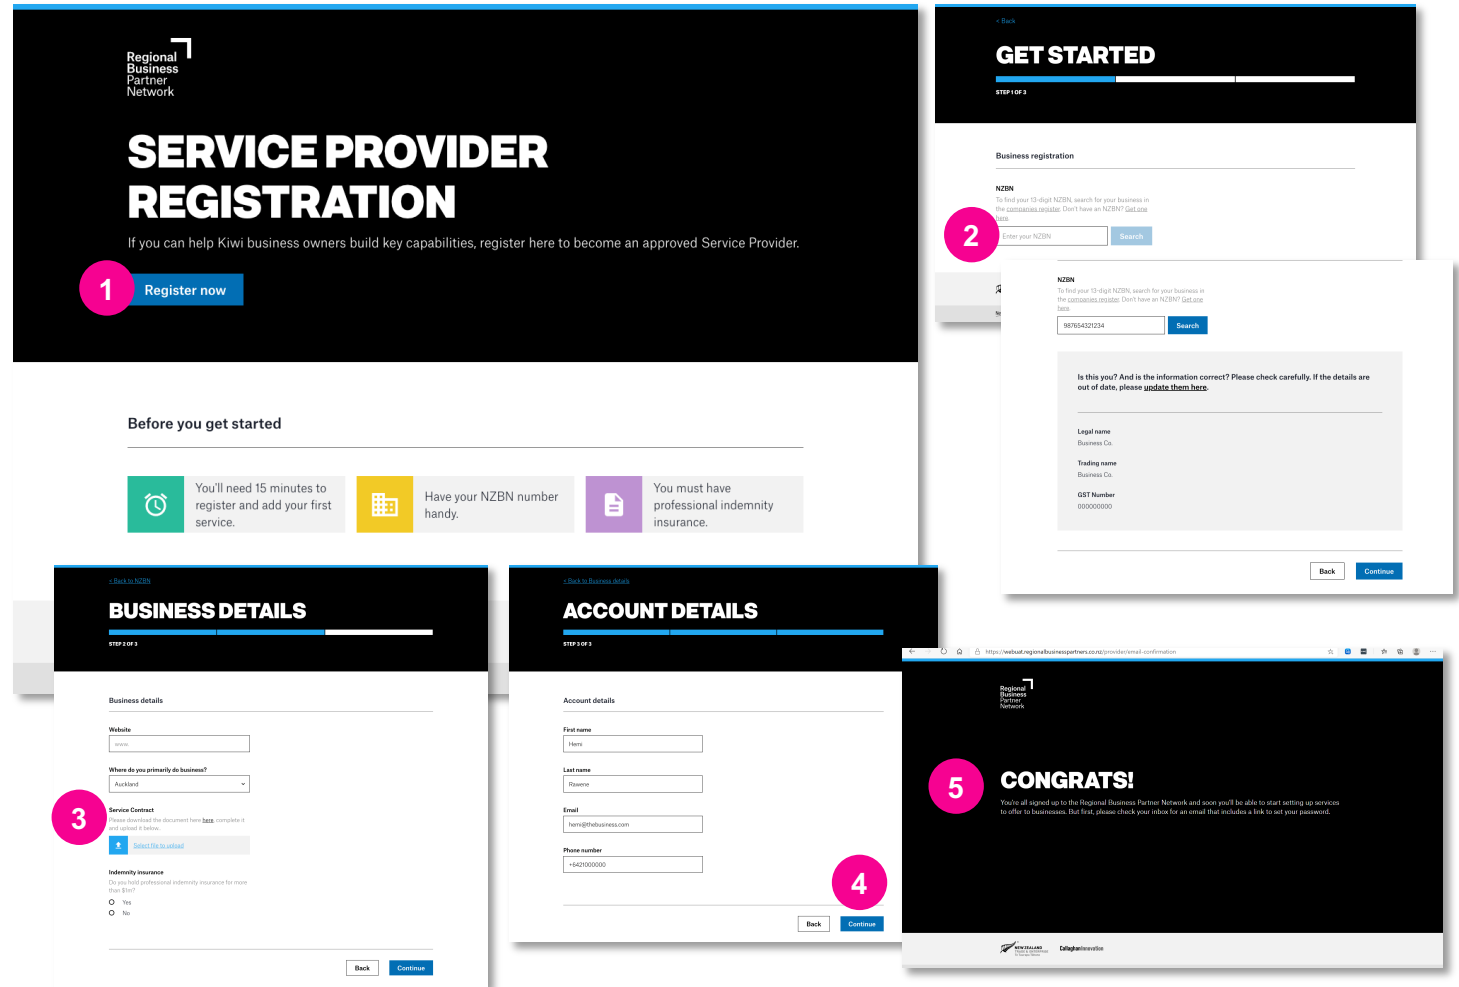 Regional
Business
Partner
Network
SERVICE PROVIDER
REGISTRATION
If you can help Kiwi business owners build key capabilities, register here to become an approved Service Provider.
1
Register now
Before you get started
You'll need 15 minutes to
register and add your first
service.
Have your NZBN number
handy.
You must have
professional indemnity
insurance.
< Back
GET STARTED
STEP 1 OF 3
Business registration
NZBN
To find your 13-digit NZBN, search for your business in
the companies register. Don't have an NZBN? Get one
here.
2
Enter your NZBN
Search
NZBN
To find your 13-digit NZBN, search for your business in
the companies register. Don't have an NZBN? Get one
here.
987654321234
Search
Is this you? And is the information correct? Please check carefully. If the details are
out of date, please update them here.
Legal name
Business Co.
Trading name
Business Co.
GST Number
000000000
Back
Continue
< Back to NZBN
BUSINESS DETAILS
STEP 2 OF 3
Business details
Website
www.
Where do you primarily do business?
Auckland
3
Service Contract
Please download the document here here, complete it
and upload it below.
Select file to upload
Indemnity insurance
Do you hold professional indemnity insurance for more
than $1m?
Yes
No
Back
Continue
< Back to Business details
ACCOUNT DETAILS
STEP 3 OF 3
Account details
First name
Hemi
Last name
Rawene
Email
hemi@thebusiness.com
Phone number
+6421000000
4
Back
Continue
https://webuat.regionalbusinesspartners.co.nz/provider/email-confirmation
Regional
Business
Partner
Network
5
CONGRATS!
You're all signed up to the Regional Business Partner Network and soon you'll be able to start setting up services
to offer to businesses. But first, please check your inbox for an email that includes a link to set your password.
NEW ZEALAND
TRADE & ENTERPRISE
CallaghanInnovation